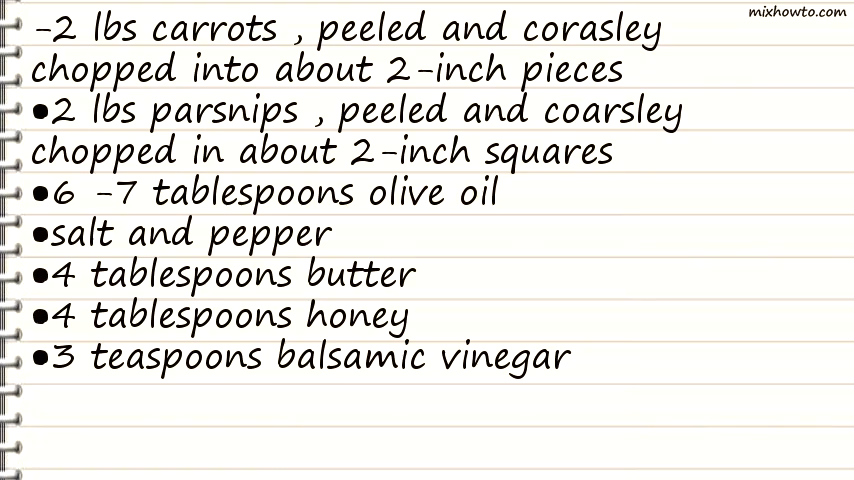 mixhowto.com
-2 lbs carrots , peeled and corasley
chopped into about 2-inch pieces
•2 lbs parsnips , peeled and coarsley
chopped in about 2-inch squares
•6 -7 tablespoons olive oil
•salt and pepper
•4 tablespoons butter
•4 tablespoons honey
•3 teaspoons balsamic vinegar